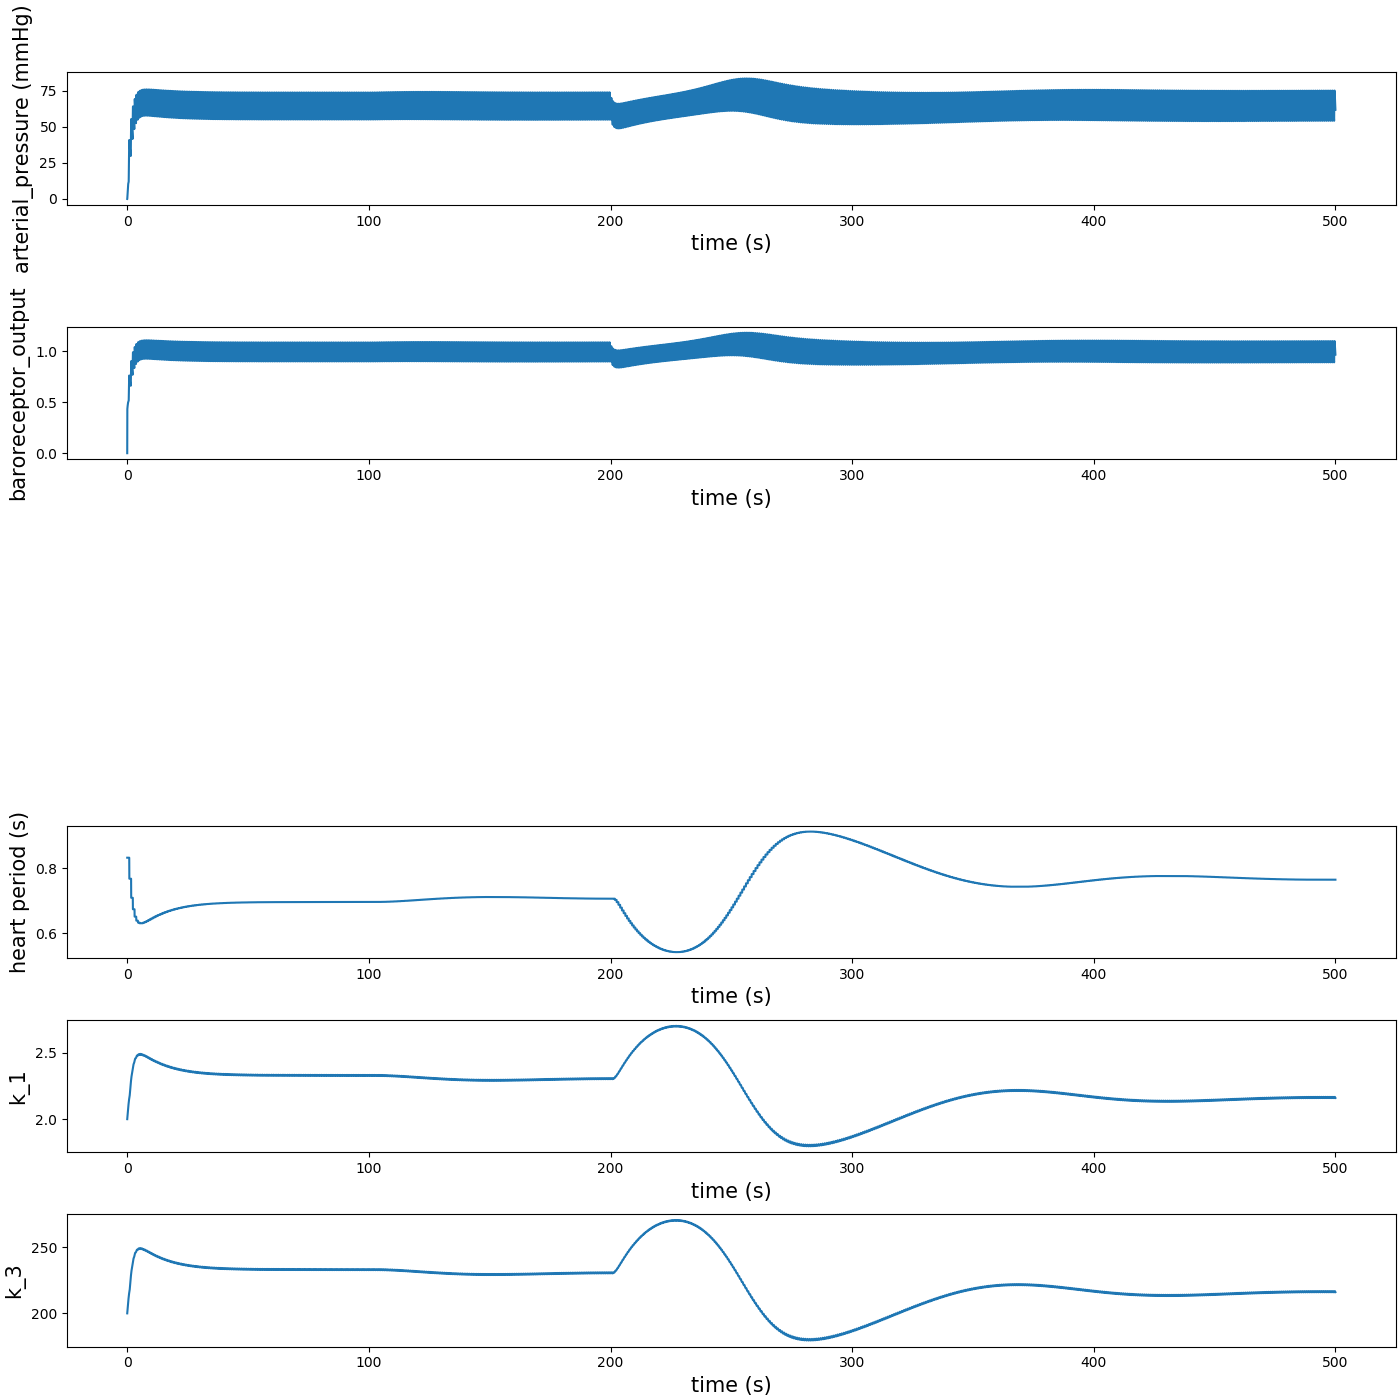 arterial_pressure (mmHg)
75
50
25
0
0 100 200 300 400 500
time (s)
baroreceptor_output
1.0
0.5
0.0
0 100 200 300 400 500
time (s)
heart period (s)
0.8
0.6
0 100 200 300 400 500
time (s)
k_1
2.5
2.0
0 100 200 300 400 500
time (s)
k_3
250
200
0 100 200 300 400 500
time (s)